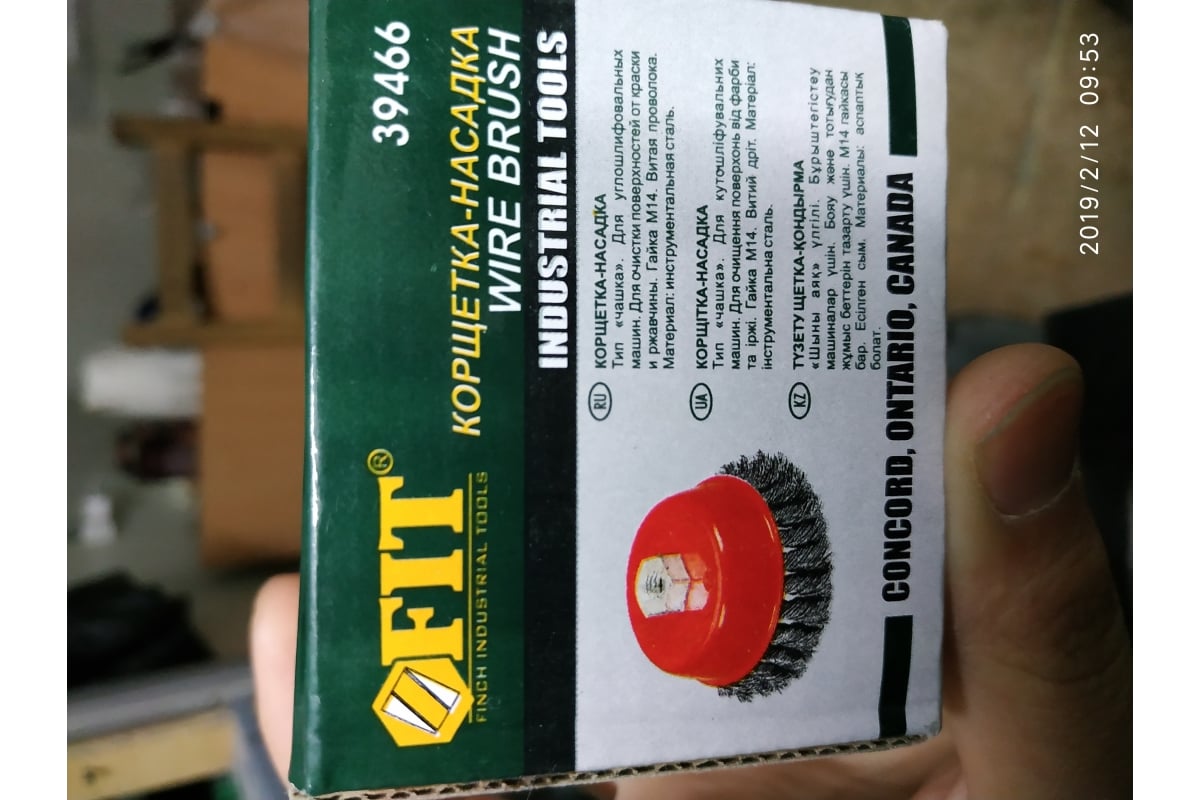 39466
FIT®
FINCH INDUSTRIAL TOOLS
КОРЩЕТКА-НАСАДКА
WIRE BRUSH
INDUSTRIAL TOOLS
RU
КОРЩЕТКА-НАСАДКА
Тип «чашка». Для углошлифовальных
машин. Для очистки поверхностей от краски
и ржавчины. Гайка М14. Витая проволока.
Материал: инструментальная сталь.
UA
КОРЩІТКА-НАСАДКА
Тип «чашка». Для кутошліфувальних
машин. Для очищення поверхонь від фарби
та іржі. Гайка М14. Витий дріт. Матеріал:
інструментальна сталь.
KZ
ТҮЗЕТУ ЩЕТКА-ҚОНДЫРМА
«Шыны аяқ» үлгілі. Бұрыштегістеу
машиналар үшін. Бояу және тотығудан
жұмыс беттерін тазарту үшін. М14 гайкасы
бар. Есілген сым. Материалы: аспаптық
болат.
CONCORD, ONTARIO, CANADA
2019/2/12 09:53